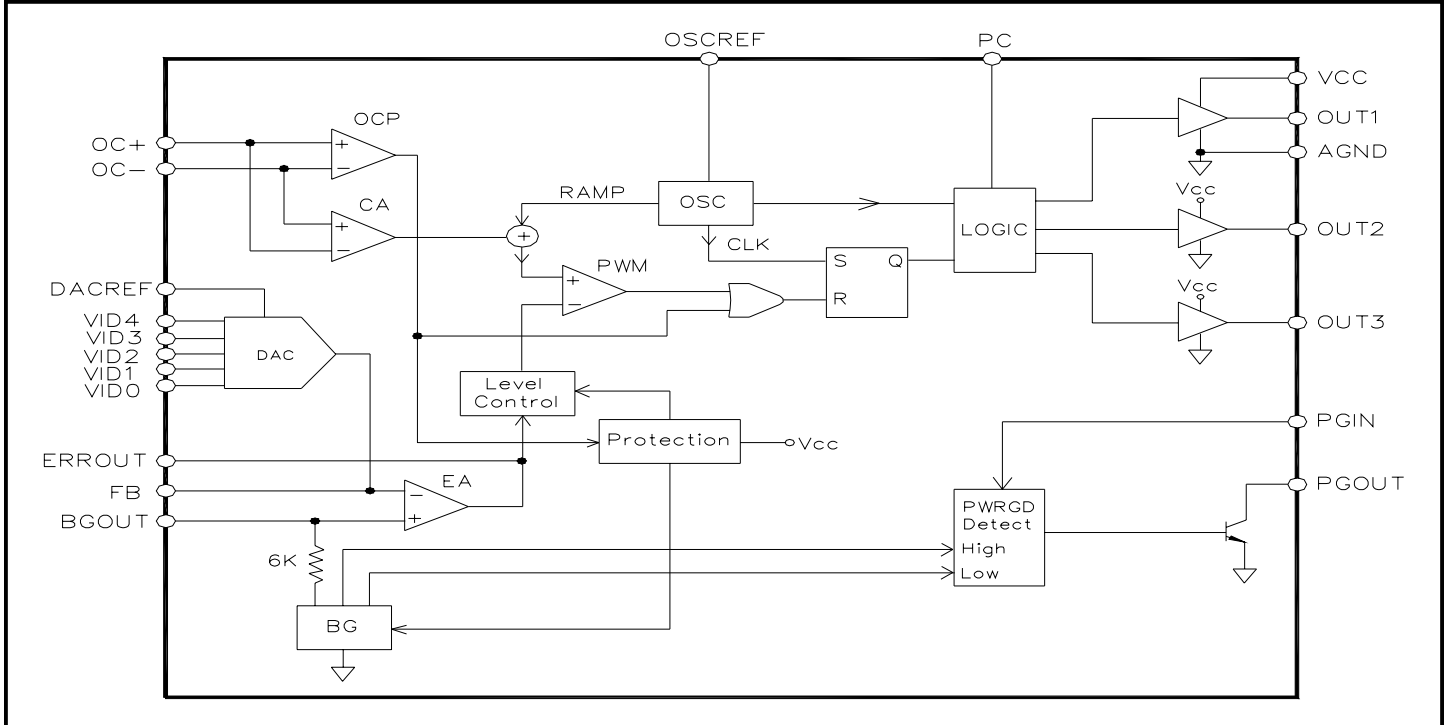 OSCREF
PC
VCC
OCP
OUT1
OC+
+
OC-
-
AGND
RAMP
OSC
Vcc
CA
+
-
+
LOGIC
OUT2
CLK
PWM
S
Q
+
-
R
DACREF
Vcc
VID4
VID3
VID2
VID1
VID0
DAC
OUT3
Level
Control
PGIN
Protection
Vcc
ERROUT
FB
BGOUT
EA
-
+
PGOUT
PWRGD
Detect
High
Low
6K
BG